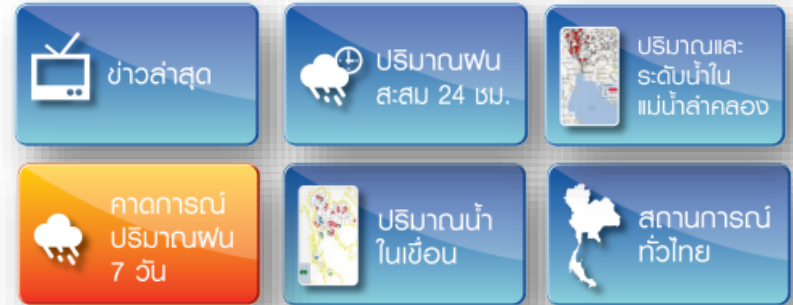 ข่าวล่าสุด
ปริมาณฝน
สะสม 24 ชม.
ปริมาณและ
ระดับน้ำใน
แม่น้ำลำคลอง
คาดการณ์
ปริมาณฝน
7 วัน
ปริมาณน้ำ
ในเขื่อน
สถานการณ์
ทั่วไทย